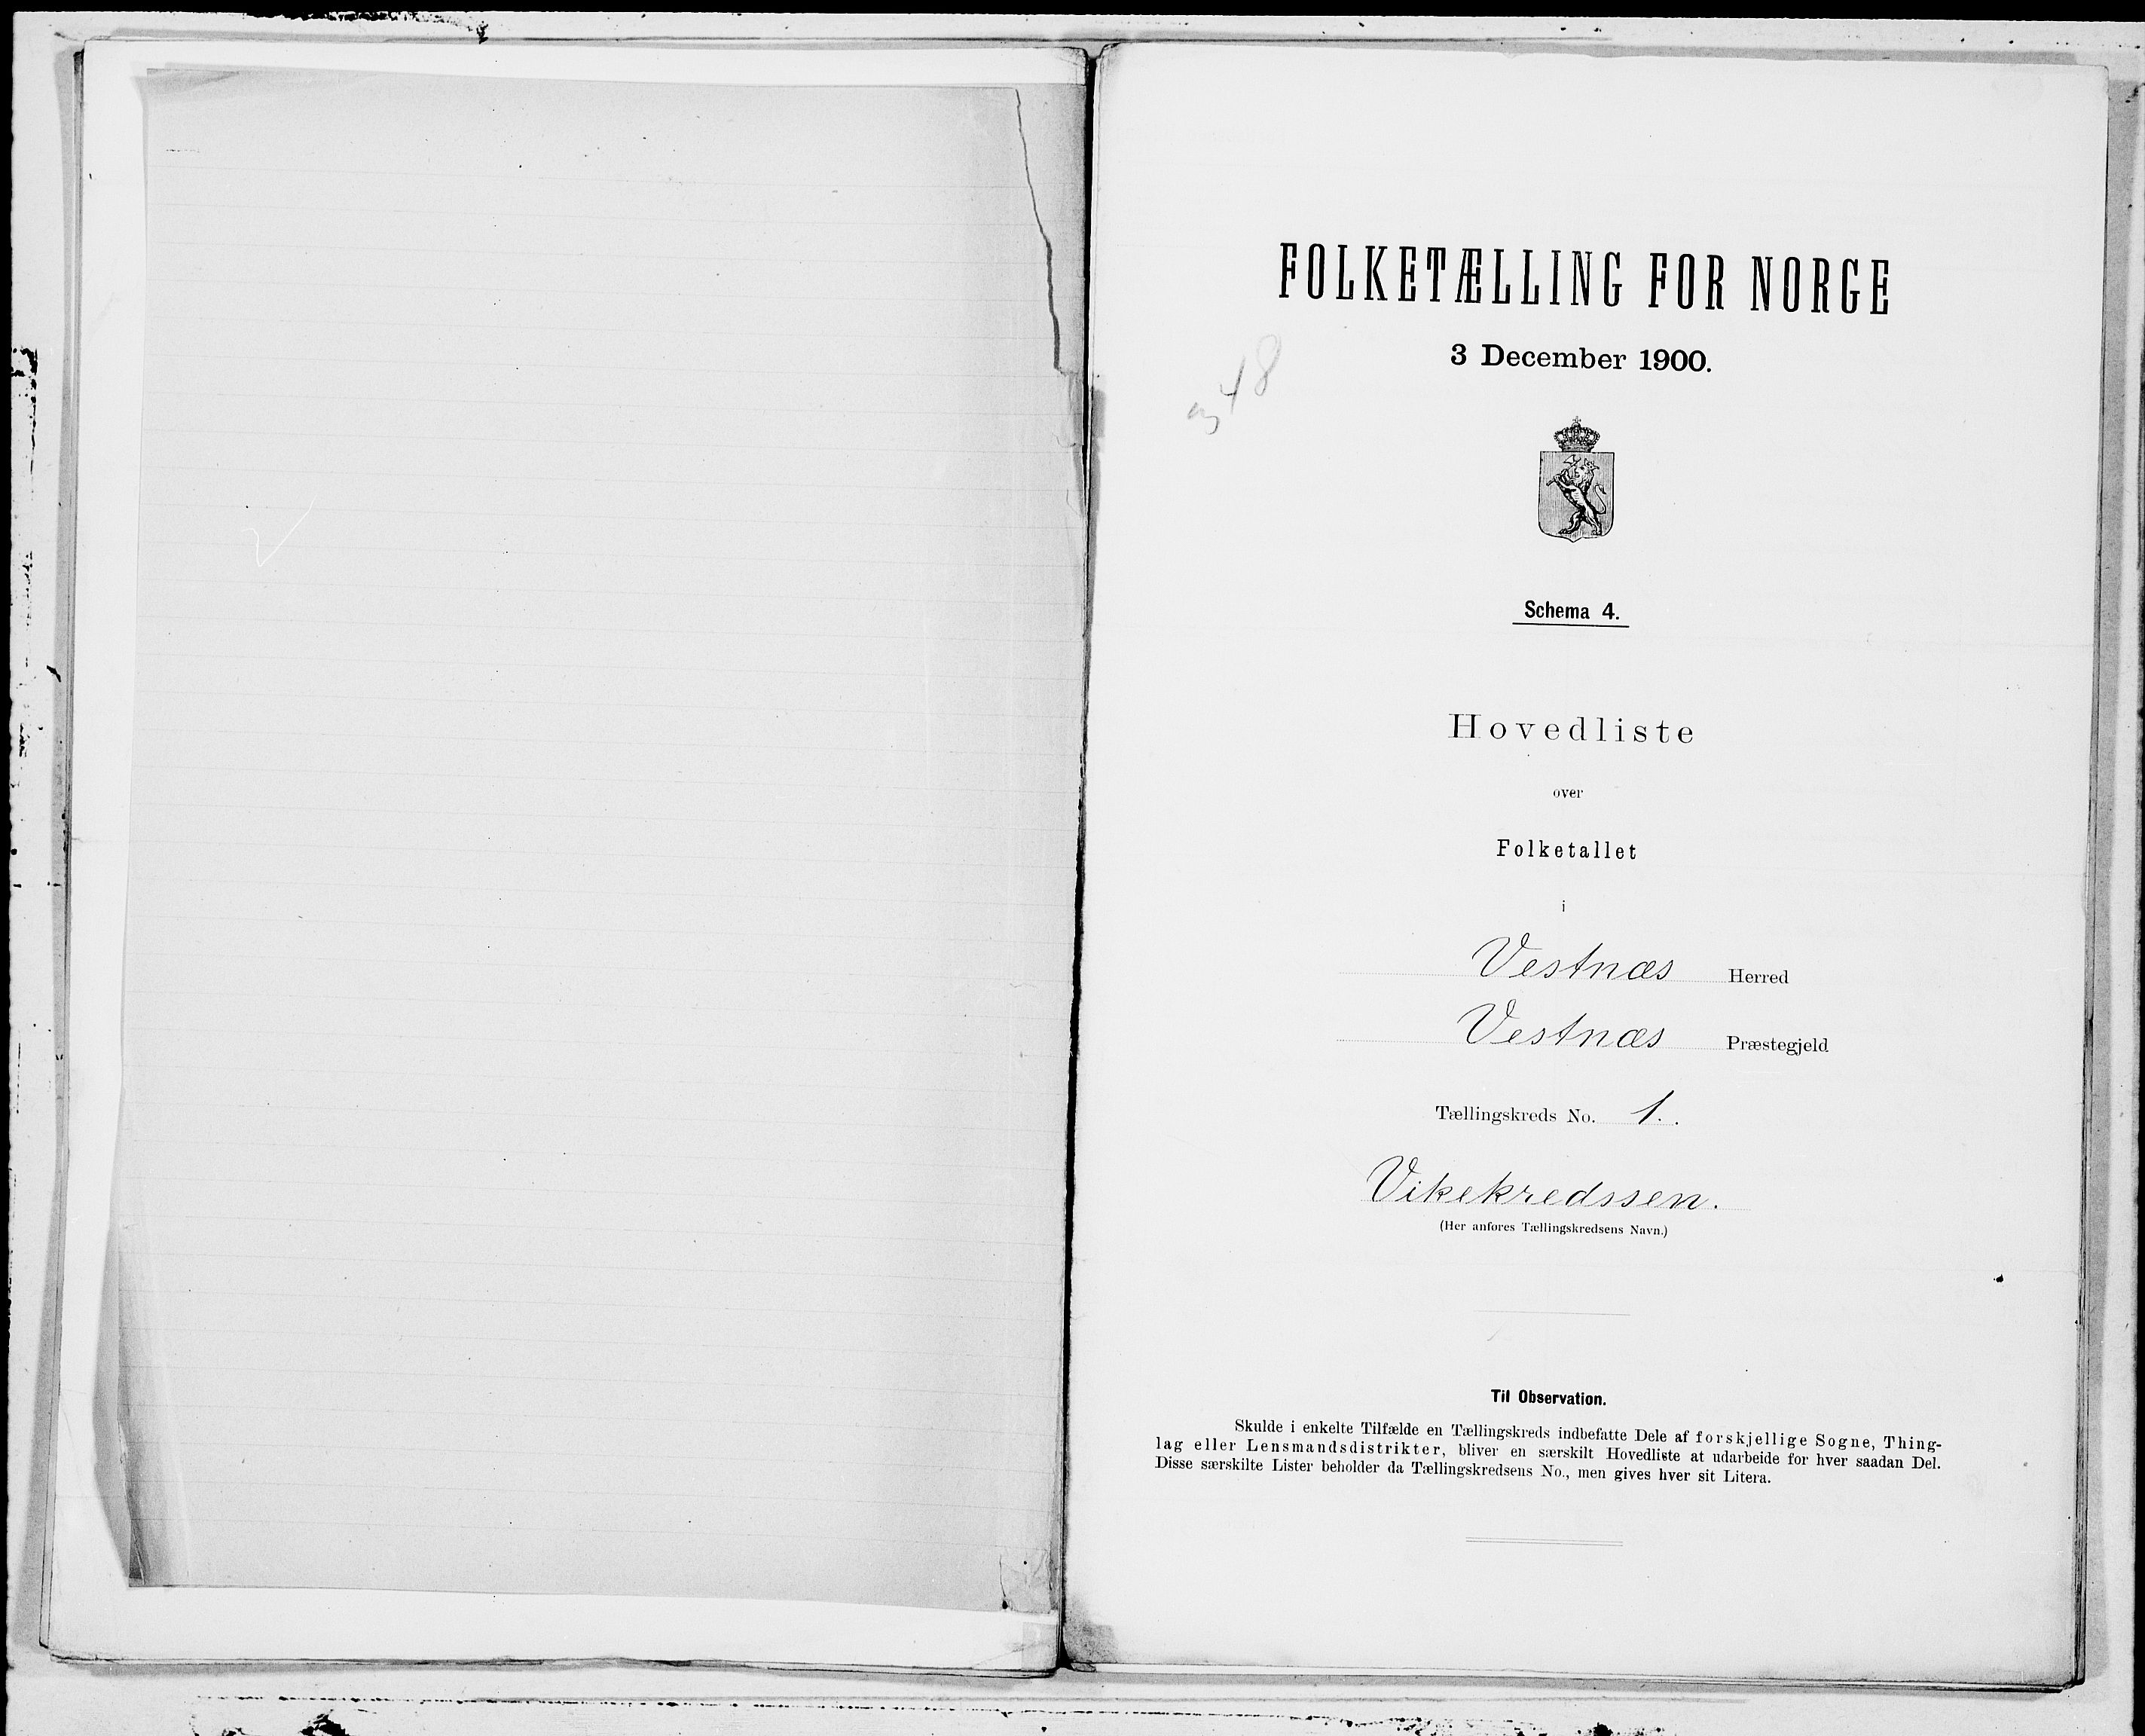 FOLKETÆLLING FOR NORGE
3 December 1900.
48
Schema 4.
Hovedliste
over
Folketallet
i
Vestnæs Herred
Vestnæs Præstegjeld
Tællingskreds No. 1.
Vikekredssen.
(Her anføres Tællingskredsens Navn.)
Til Observation.
Skulde i enkelte Tilfælde en Tællingskreds indbefatte Dele af forskjellige Sogne, Thing-
lag eller Lensmandsdistrikter, bliver en særskilt Hovedliste at udarbeide for hver saadan Del.
Disse særskilte Lister beholder da Tællingskredsens No., men gives hver sit Litera.